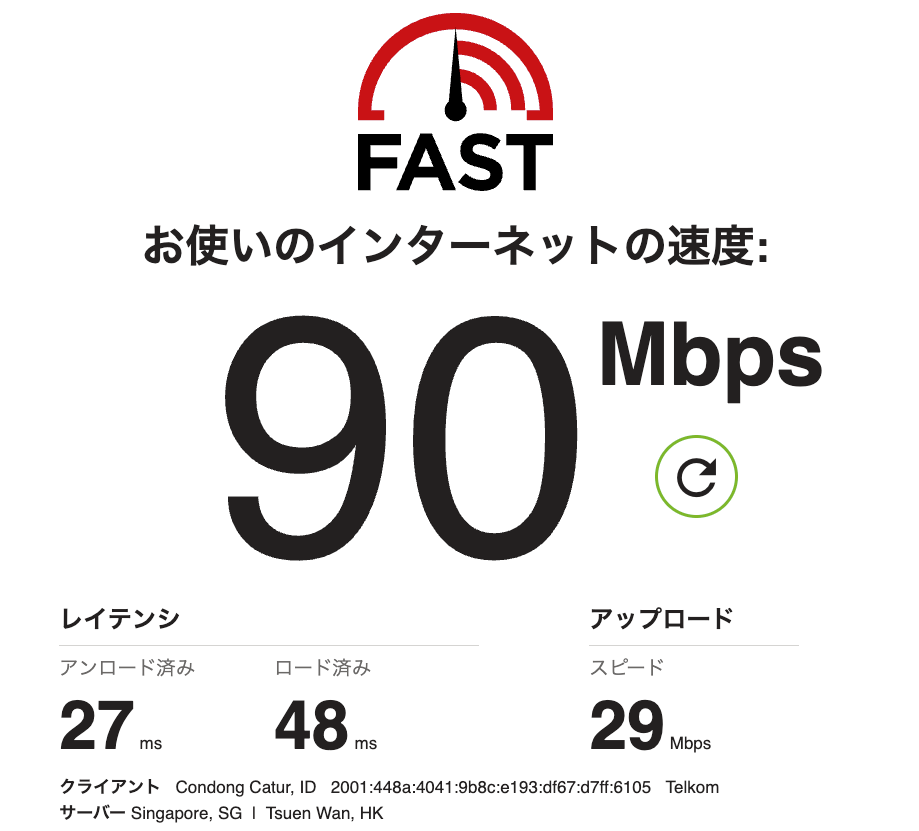 FAST
お使いのインターネットの速度:
90 Mbps
レイテンシ アップロード
アンロード済み ロード済み スピード
27 ms 48 ms 29 Mbps
クライアント Condong Catur, ID 2001:448a:4041:9b8c:e193:df67:d7ff:6105 Telkom
サーバー Singapore, SG | Tsuen Wan, HK